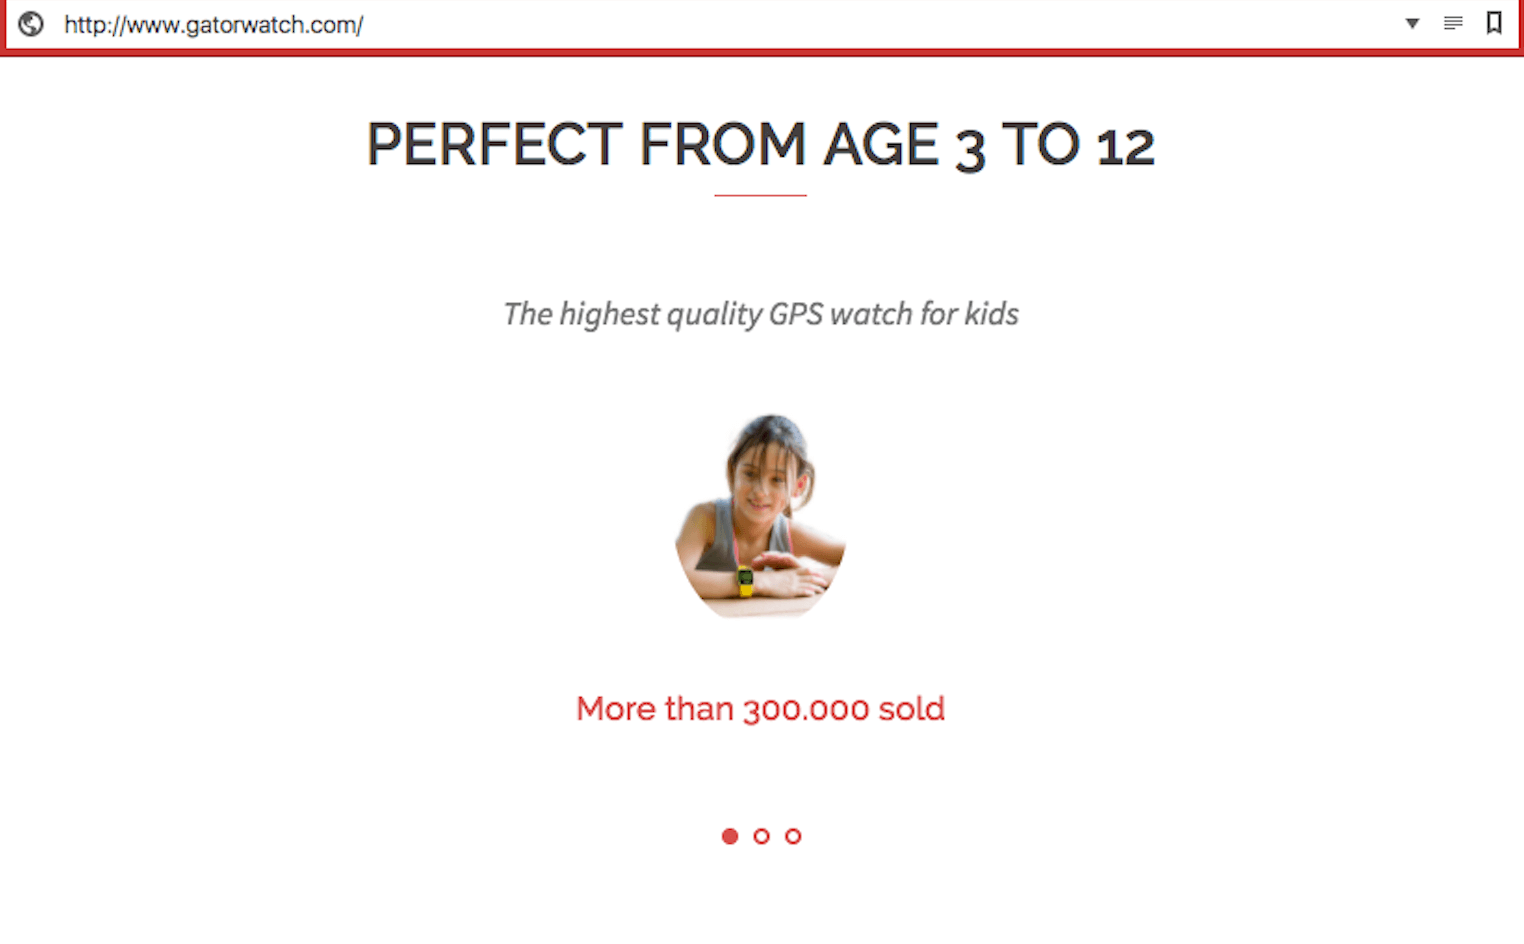 http://www.gatorwatch.com/
PERFECT FROM AGE 3 TO 12
The highest quality GPS watch for kids
More than 300.000 sold